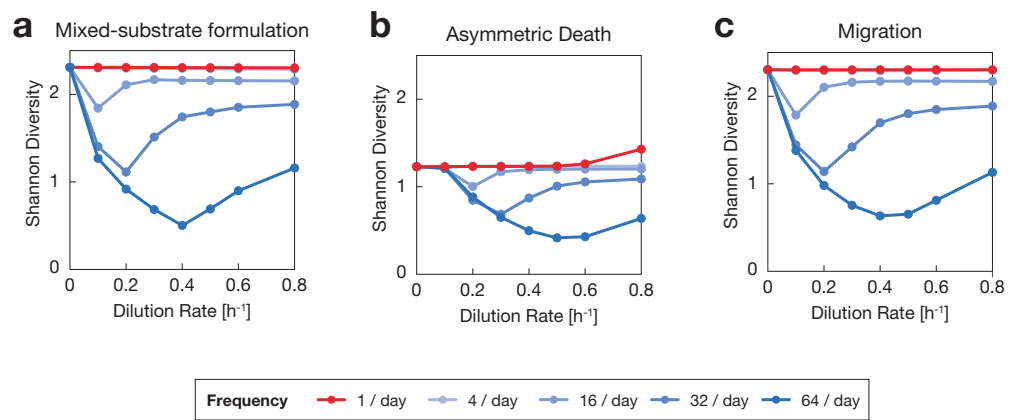 a Mixed-substrate formulation
Shannon Diversity
2
1
0
0 0.2 0.4 0.6 0.8
Dilution Rate [h⁻¹]
b Asymmetric Death
Shannon Diversity
2
1
0
0 0.2 0.4 0.6 0.8
Dilution Rate [h⁻¹]
c Migration
Shannon Diversity
2
1
0
0 0.2 0.4 0.6 0.8
Dilution Rate [h⁻¹]
Frequency 1 / day 4 / day 16 / day 32 / day 64 / day